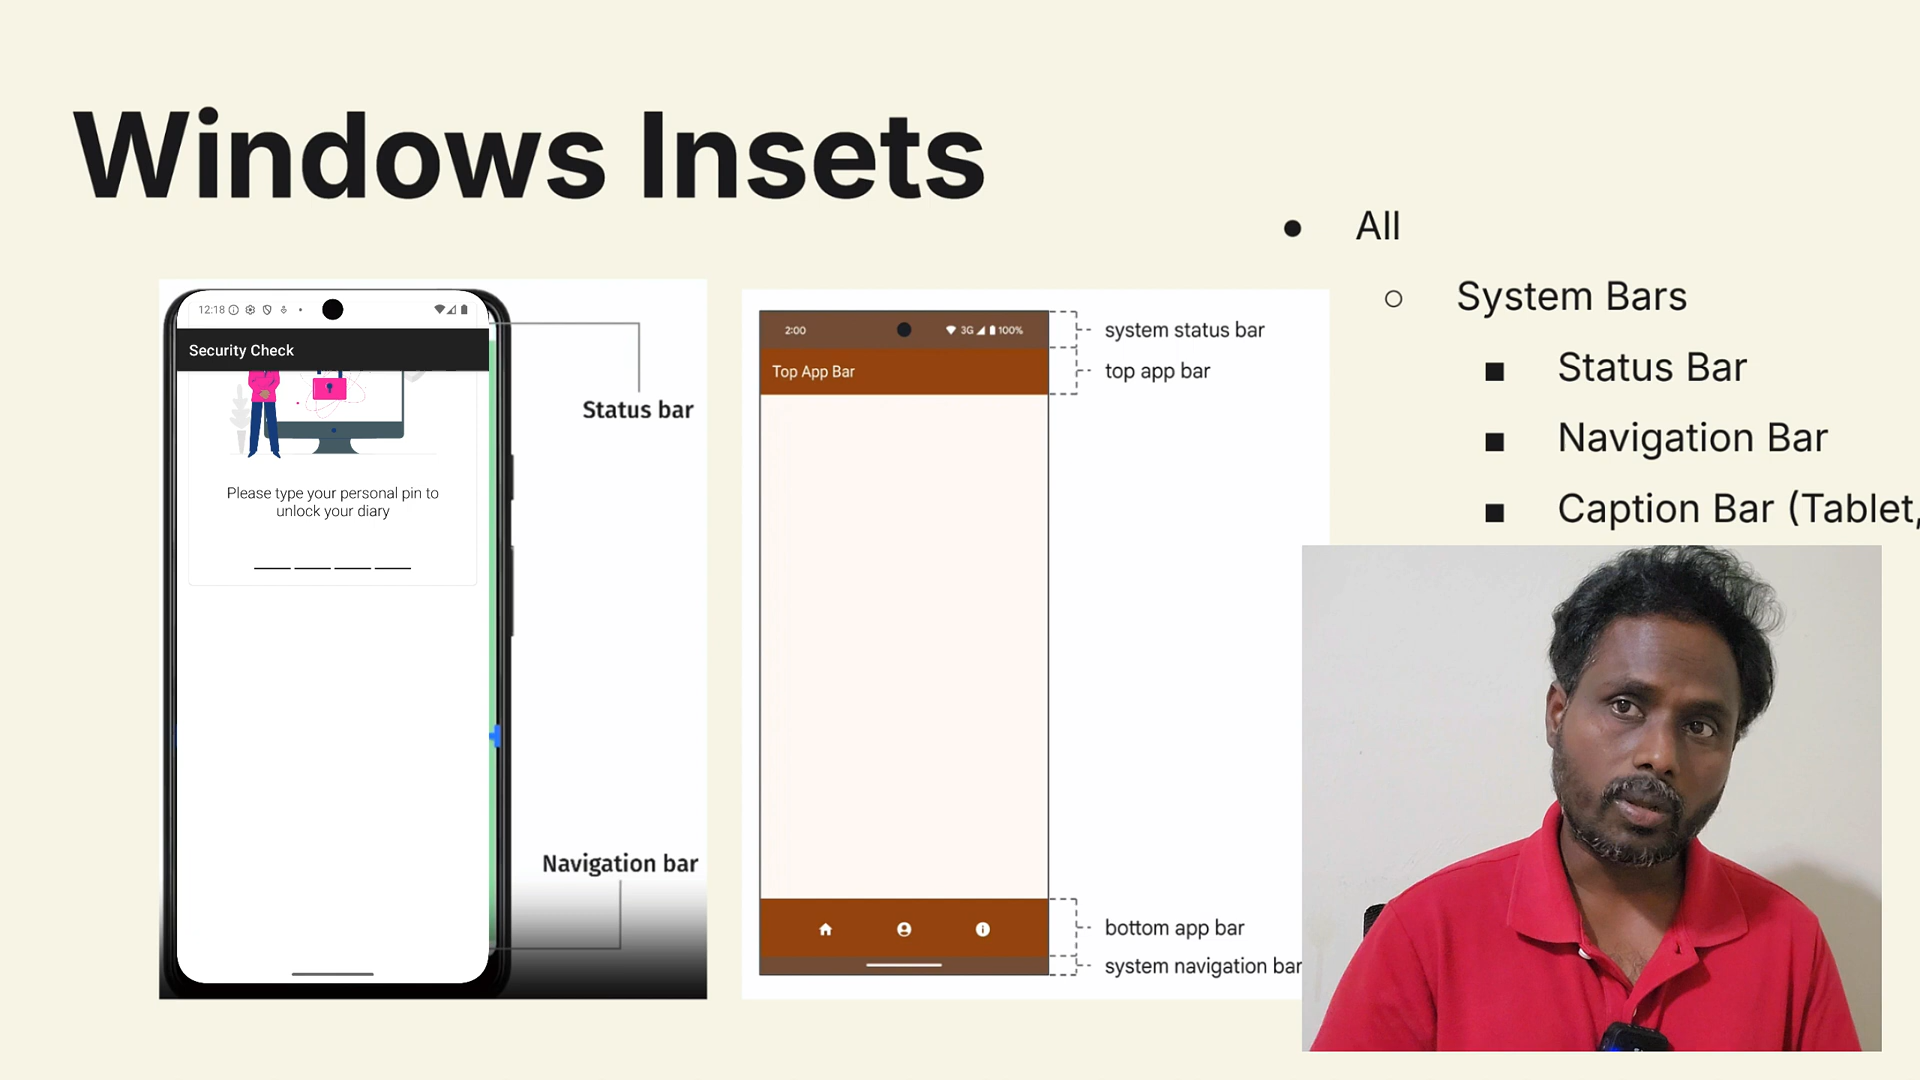 Windows Insets
All
System Bars
Status Bar
Navigation Bar
Caption Bar (Tablet,
12:18
Security Check
Please type your personal pin to
unlock your diary
Status bar
Navigation bar
2:00
3G
100%
Top App Bar
system status bar
top app bar
bottom app bar
system navigation bar